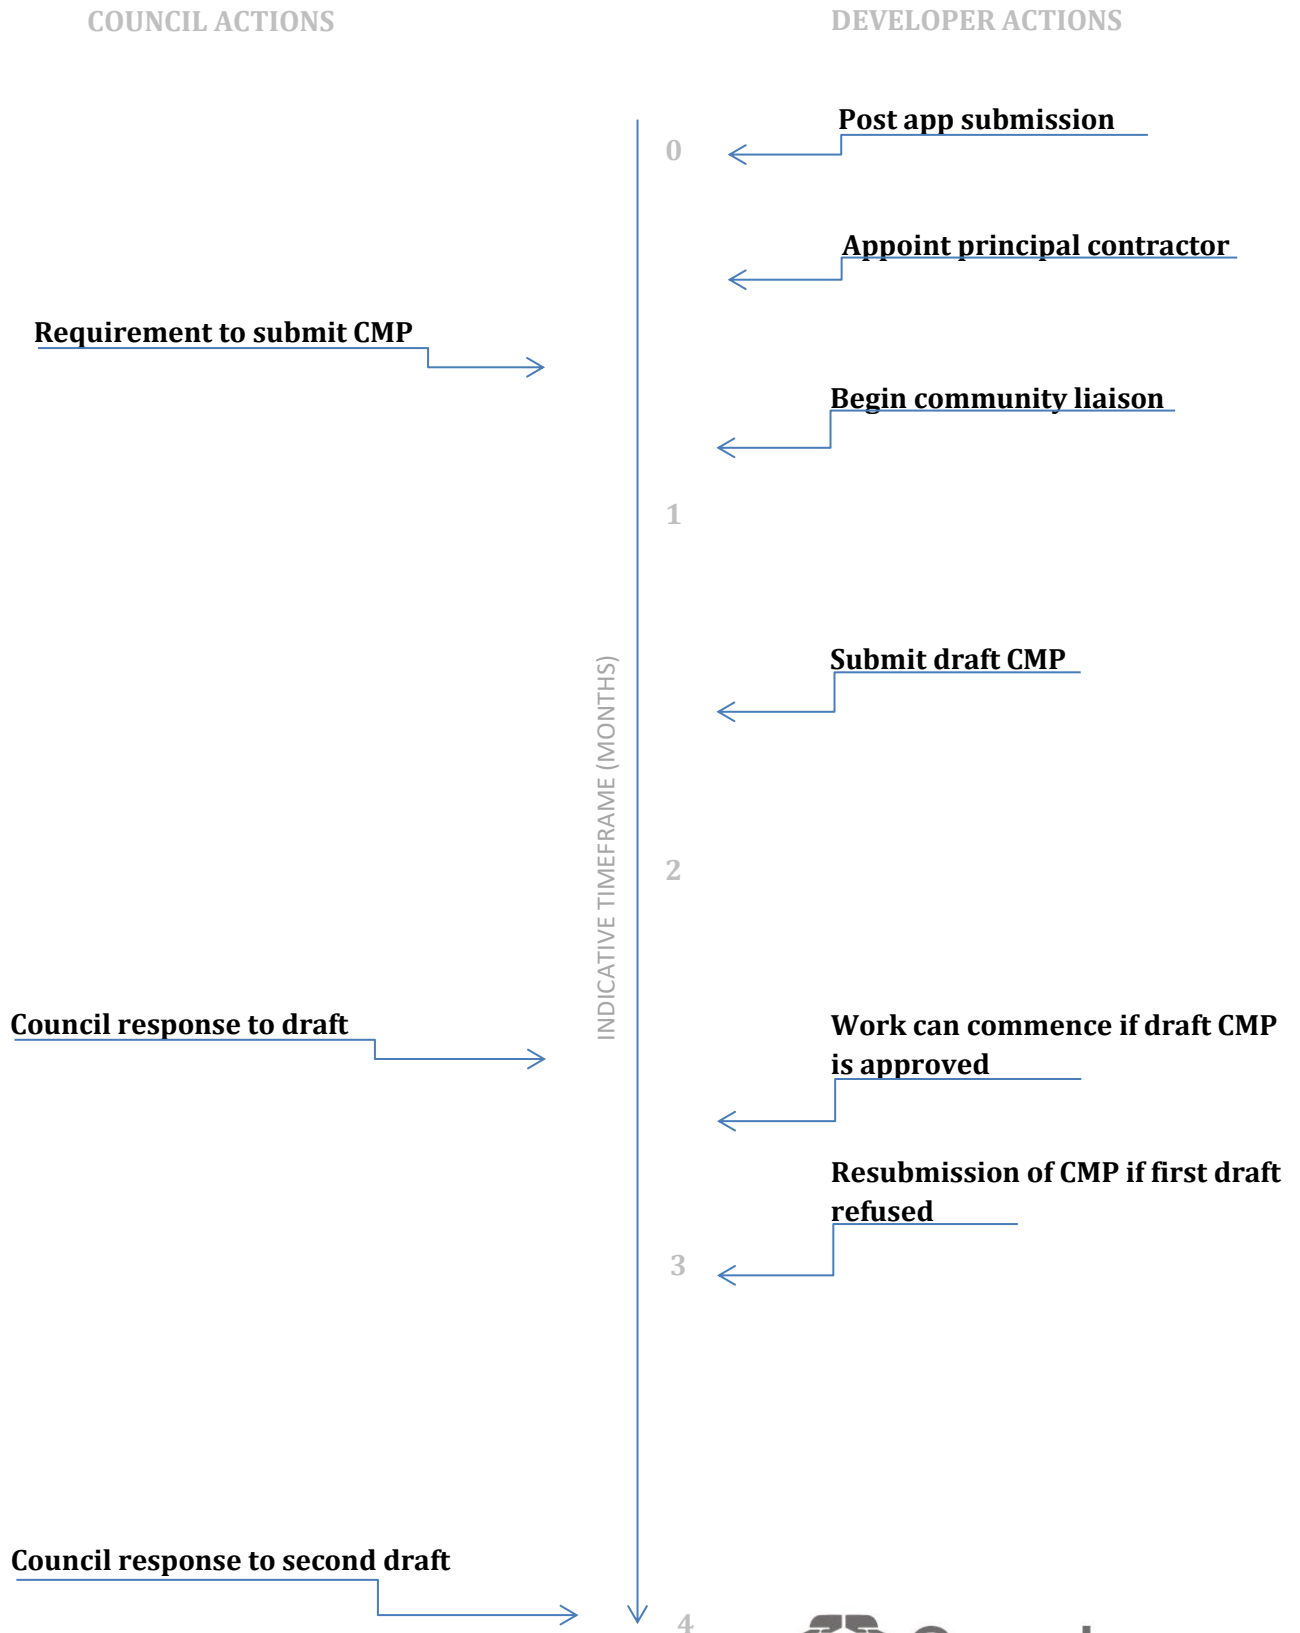 COUNCIL ACTIONS
DEVELOPER ACTIONS
Post app submission
0
Appoint principal contractor
Requirement to submit CMP
Begin community liaison
1
Submit draft CMP
INDICATIVE TIMEFRAME (MONTHS)
2
Council response to draft
Work can commence if draft CMP
is approved
Resubmission of CMP if first draft
refused
3
Council response to second draft
4